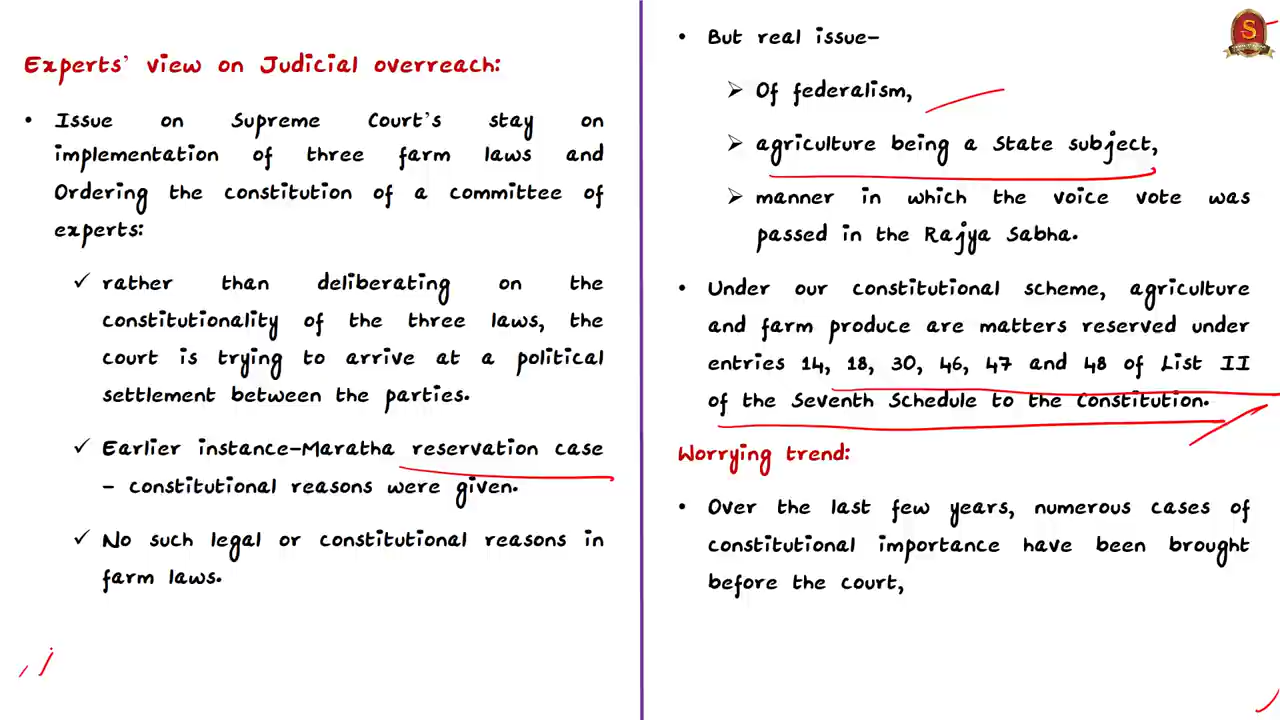 Experts' view on Judicial overreach:
• Issue on Supreme Court's stay on
implementation of three farm laws and
Ordering the constitution of a committee of
experts:
✓ rather than deliberating on the
constitutionality of the three laws, the
court is trying to arrive at a political
settlement between the parties.
✓ Earlier instance-Maratha reservation case
- constitutional reasons were given.
✓ No such legal or constitutional reasons in
farm laws.
• But real issue-
➢ Of federalism,
➢ agriculture being a State subject,
➢ manner in which the voice vote was
passed in the Rajya Sabha.
• Under our constitutional scheme, agriculture
and farm produce are matters reserved under
entries 14, 18, 30, 46, 47 and 48 of List II
of the Seventh Schedule to the Constitution.
Worrying trend:
• Over the last few years, numerous cases of
constitutional importance have been brought
before the court,
S